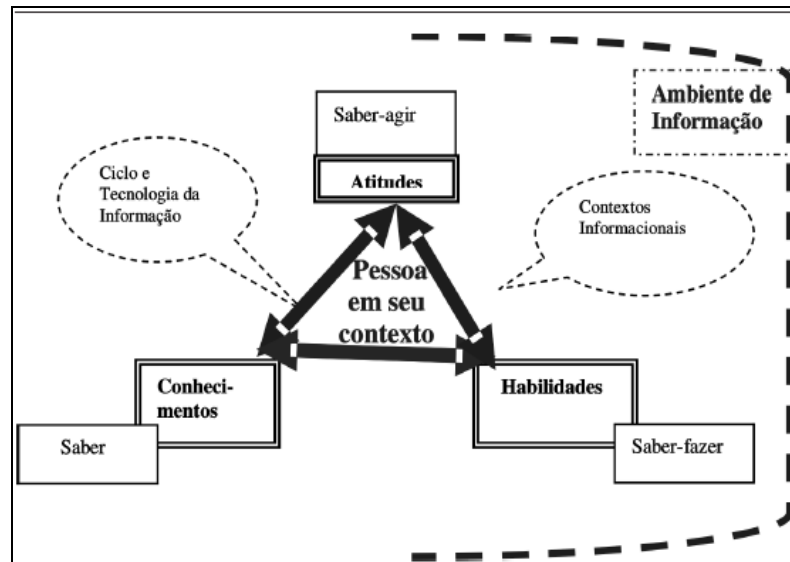 Saber-agir
Atitudes
Ambiente de
Informação
Ciclo e
Tecnologia da
Informação
Contextos
Informacionais
Pessoa
em seu
contexto
Conheci-
mentos
Saber
Habilidades
Saber-fazer